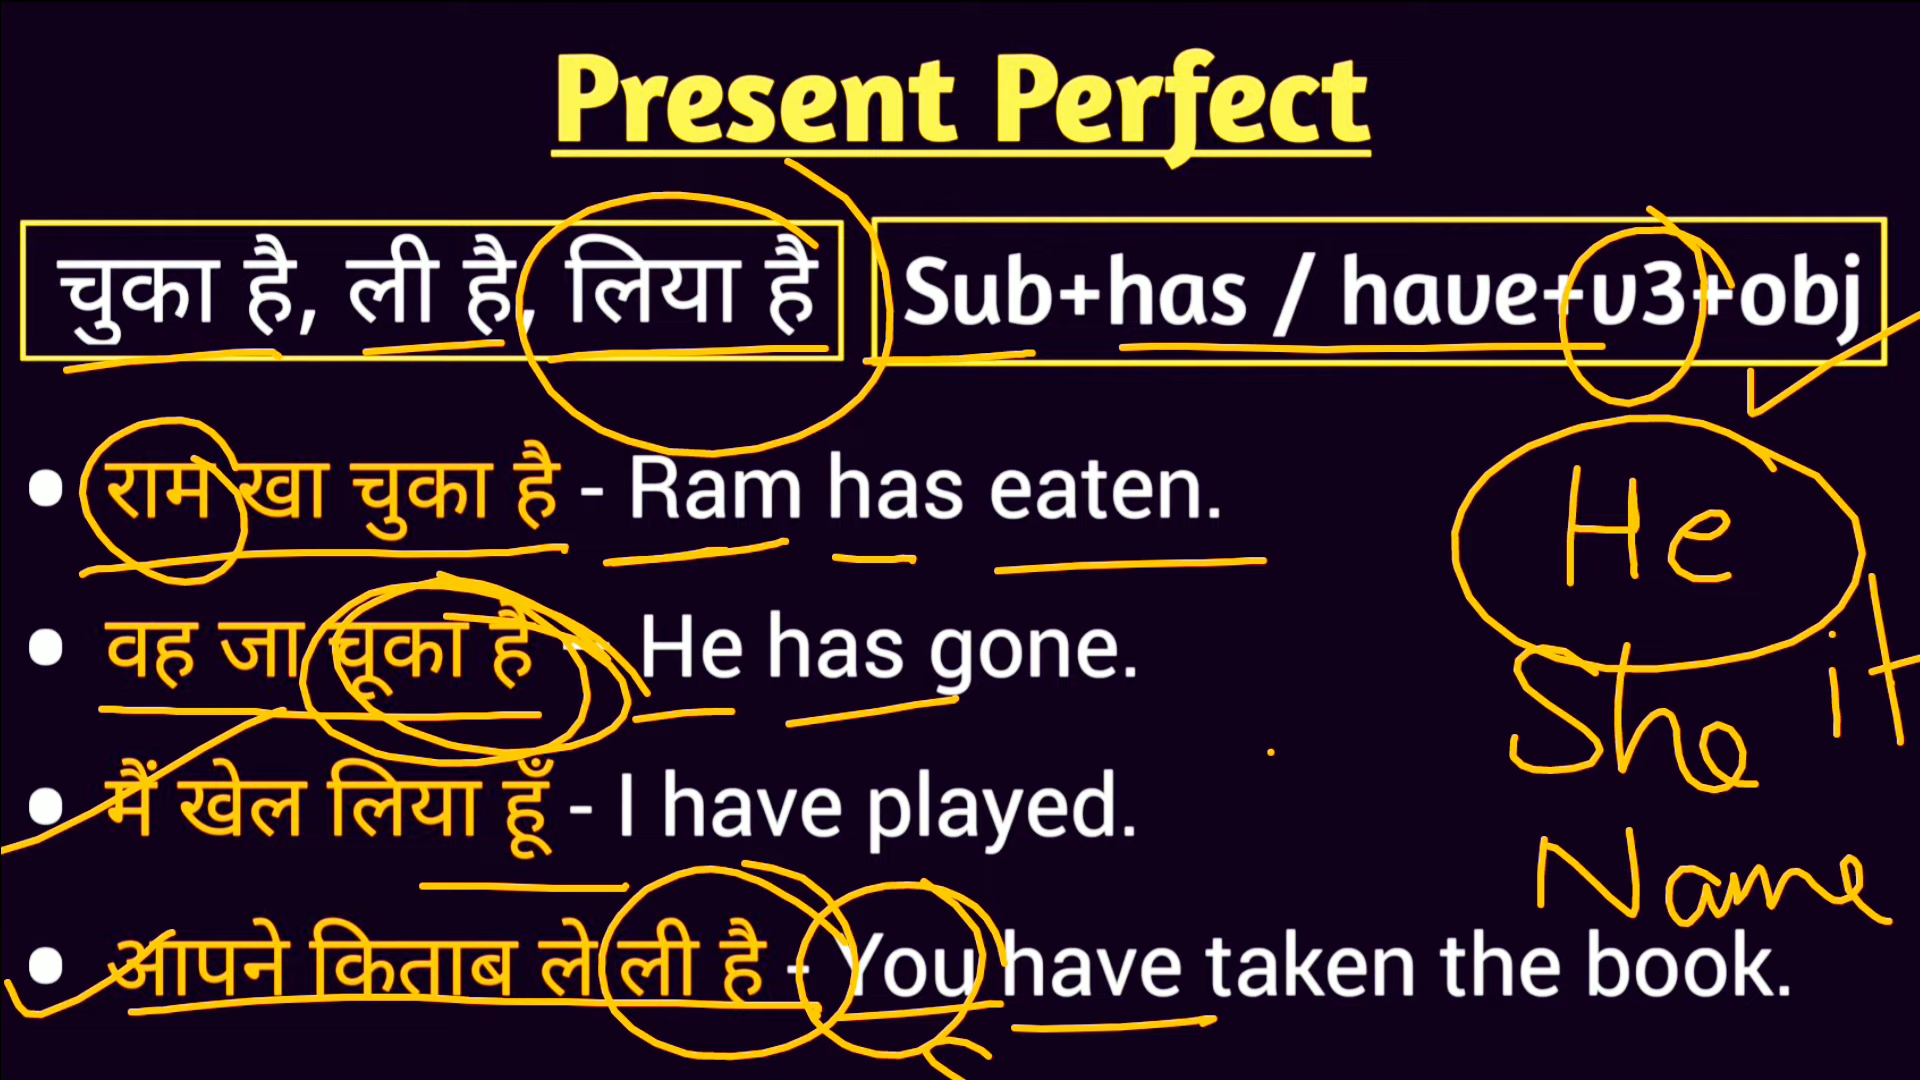 Present Perfect
चुका है, ली है, लिया है
Sub+has / have+v3+obj
• राम खा चुका है - Ram has eaten.
• वह जा चूका है - He has gone.
• मैं खेल लिया हूँ - I have played.
• आपने किताब ले ली है - You have taken the book.
He
She it
Name